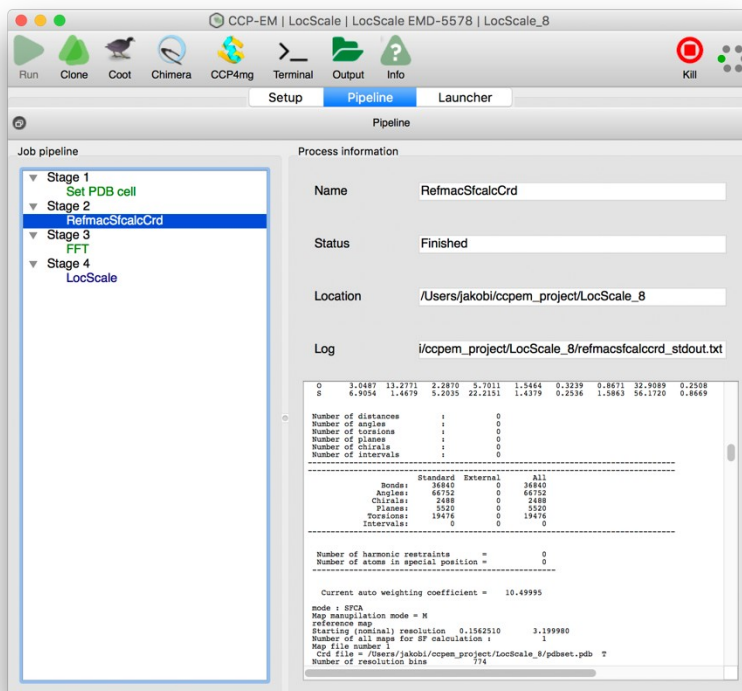 CCP-EM | LocScale | LocScale EMD-5578 | LocScale_8
Run Clone Coot Chimera CCP4mg Terminal Output Info Kill
Setup Pipeline Launcher
Pipeline
Job pipeline
Stage 1
Set PDB cell
Stage 2
RefmacSfcalcCrd
Stage 3
FFT
Stage 4
LocScale
Process information
Name RefmacSfcalcCrd
Status Finished
Location /Users/jakobi/ccpem_project/LocScale_8
Log i/ccpem_project/LocScale_8/refmacsfcalccrd_stdout.txt
O 3.0487 13.2771 2.2870 5.7011 1.5464 0.3239 0.8671 32.9089 0.2508
S 6.9054 1.4679 5.2035 22.2151 1.4379 0.2536 1.5863 56.1720 0.8669
Number of distances : 0
Number of angles : 0
Number of torsions : 0
Number of planes : 0
Number of chirals : 0
Number of intervals : 0
Standard External All
Bonds: 36840 0 36840
Angles: 66752 0 66752
Chirals: 2488 0 2488
Planes: 5520 0 5520
Torsions: 19476 0 19476
Intervals: 0 0 0
Number of harmonic restraints = 0
Number of atoms in special position = 0
Current auto weighting coefficient = 10.49995
mode : SFCA
Map manupilation mode = M
reference map
Starting (nominal) resolution 0.1562510 3.199980
Number of all maps for SF calculation : 1
Map file number 1
Crd file = /Users/jakobi/ccpem_project/LocScale_8/pdbset.pdb T
Number of resolution bins 774